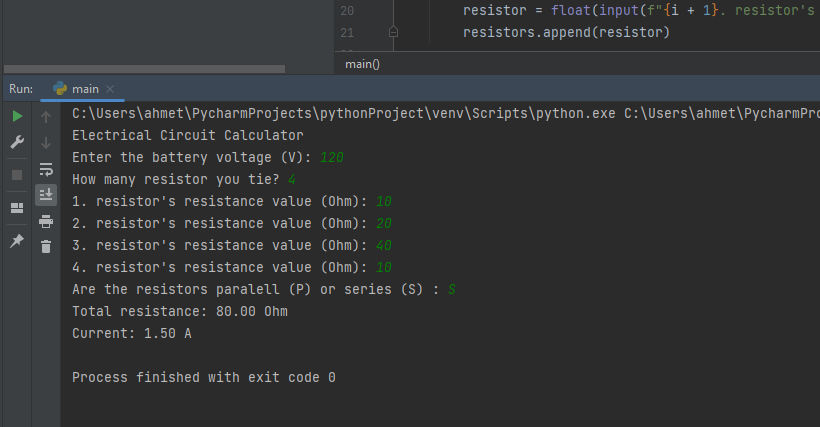 20 resistor = float(input(f"{i + 1}. resistor's
21 resistors.append(resistor)
main()
Run: main
C:\Users\ahmet\PycharmProjects\pythonProject\venv\Scripts\python.exe C:\Users\ahmet\PycharmPro
Electrical Circuit Calculator
Enter the battery voltage (V): 120
How many resistor you tie? 4
1. resistor's resistance value (Ohm): 10
2. resistor's resistance value (Ohm): 20
3. resistor's resistance value (Ohm): 40
4. resistor's resistance value (Ohm): 10
Are the resistors paralell (P) or series (S) : S
Total resistance: 80.00 Ohm
Current: 1.50 A
Process finished with exit code 0